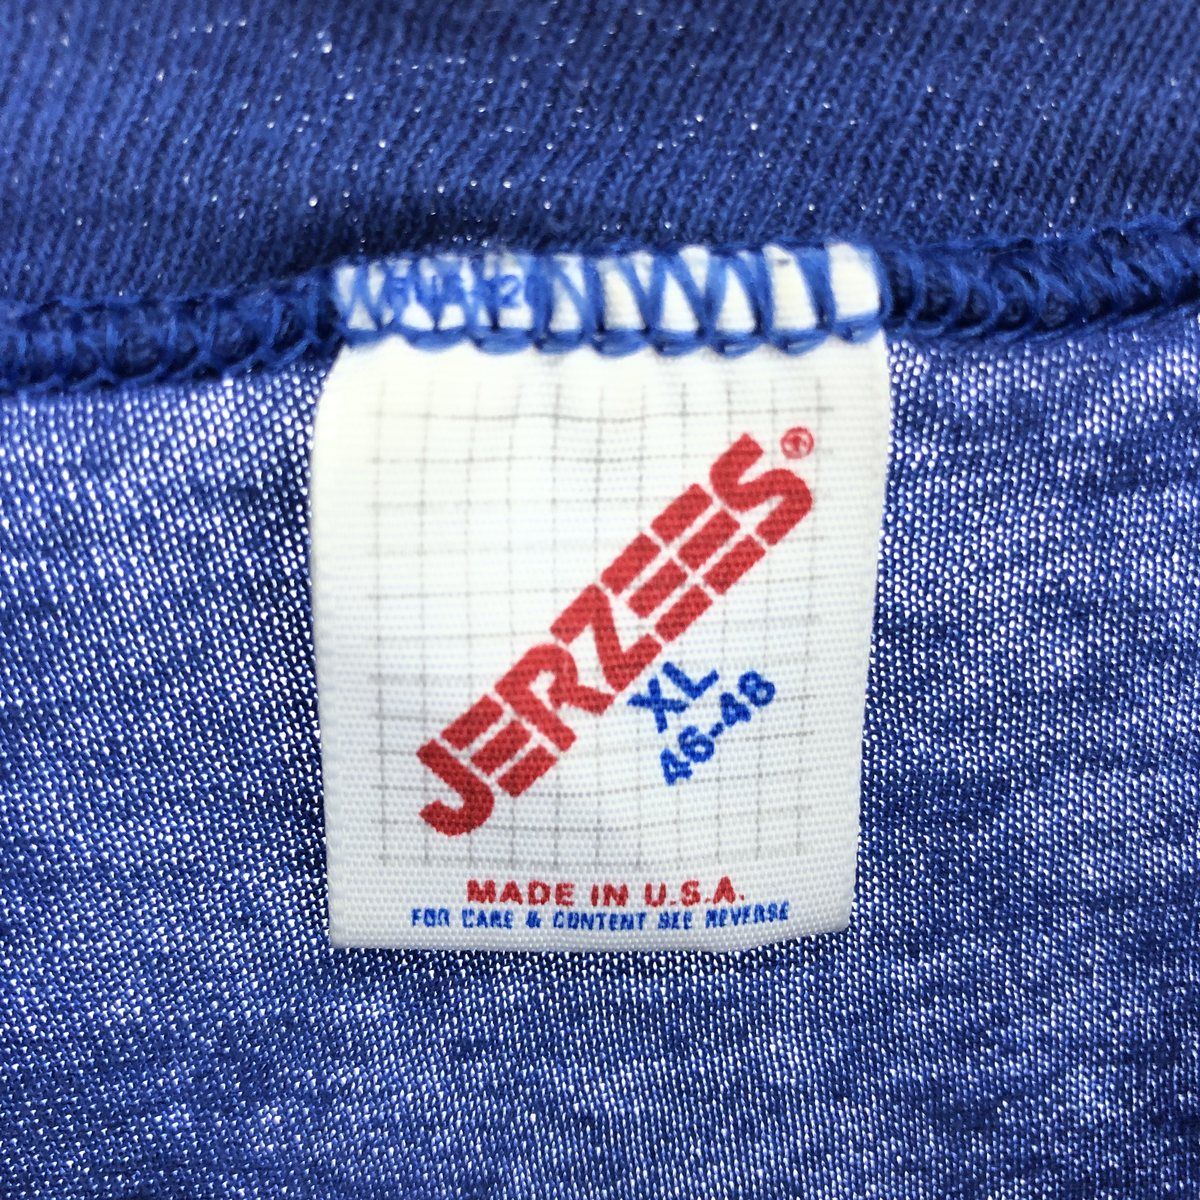 JERZEES®
XL
46-48
MADE IN U.S.A.
FOR CARE & CONTENT SEE REVERSE